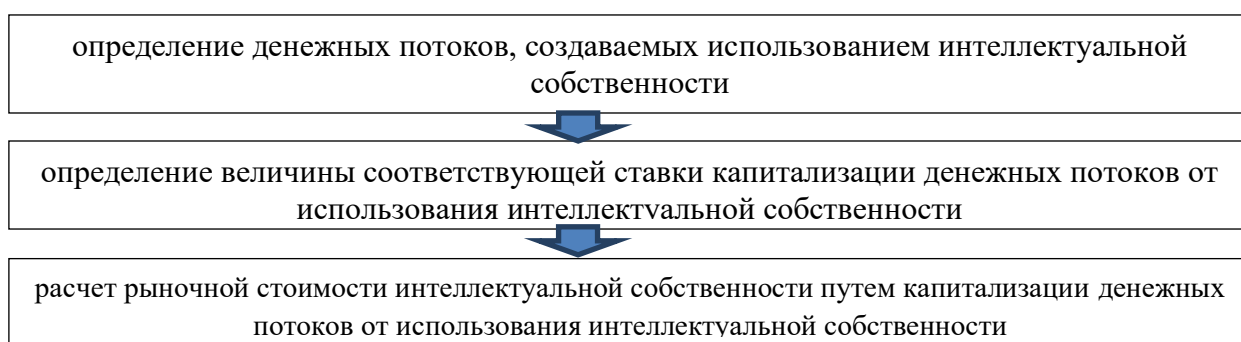 определение денежных потоков, создаваемых использованием интеллектуальной
собственности
определение величины соответствующей ставки капитализации денежных потоков от
использования интеллектуальной собственности
расчет рыночной стоимости интеллектуальной собственности путем капитализации денежных
потоков от использования интеллектуальной собственности